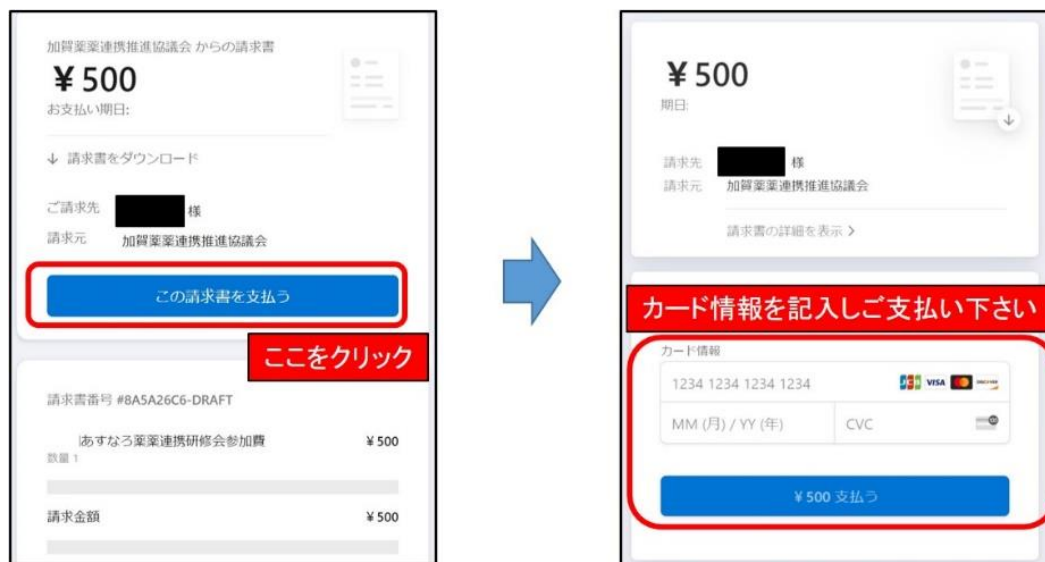 加賀薬薬連携推進協議会 からの請求書
¥500
お支払い期日:
↓ 請求書をダウンロード
ご請求先 様
請求元 加賀薬薬連携推進協議会
この請求書を支払う
ここをクリック
請求書番号 #8A5A26C6-DRAFT
あすなろ薬薬連携研修会参加費 ¥500
数量 1
請求金額 ¥500
¥500
期日:
請求先 様
請求元 加賀薬薬連携推進協議会
請求書の詳細を表示 >
カード情報を記入しご支払い下さい
カード情報
1234 1234 1234 1234 JCB VISA DISCOVER
MM (月) / YY (年) CVC
¥500 支払う